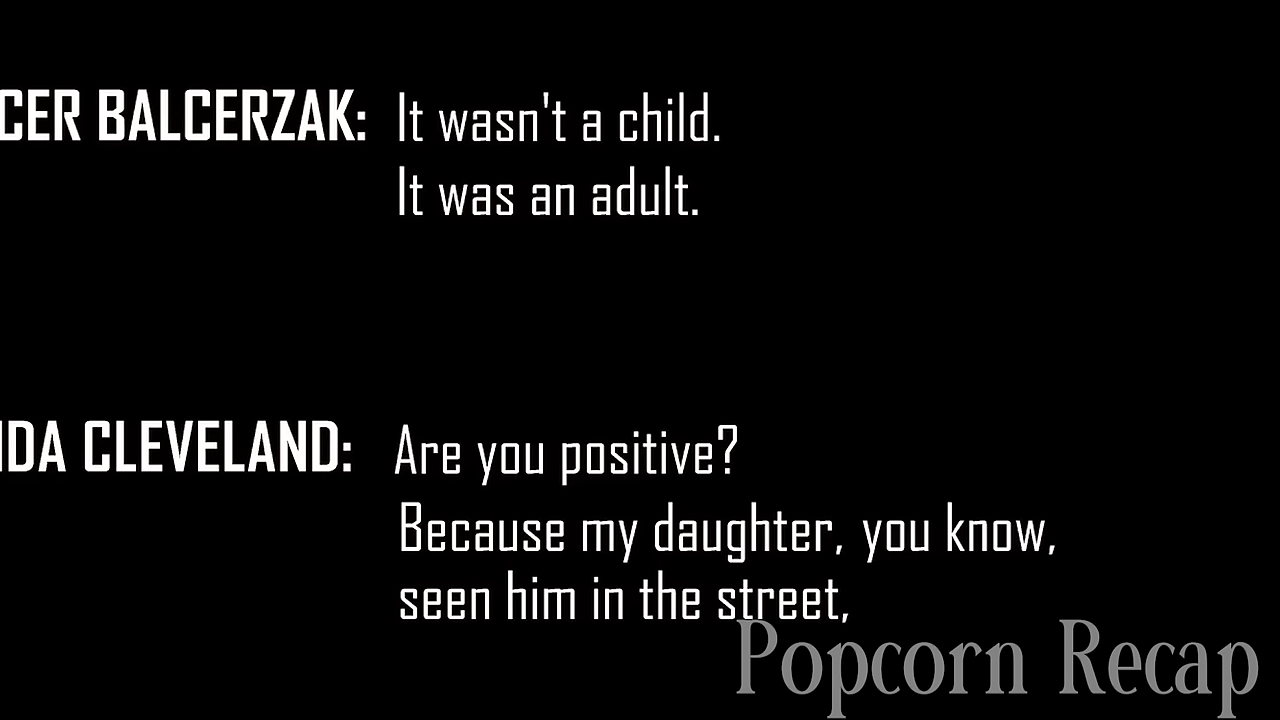 CER BALCERZAK: It wasn't a child.
It was an adult.
IDA CLEVELAND: Are you positive?
Because my daughter, you know,
seen him in the street,
Popcorn Recap